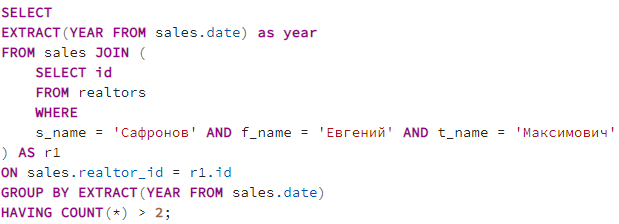 SELECT
EXTRACT(YEAR FROM sales.date) as year
FROM sales JOIN (
    SELECT id
    FROM realtors
    WHERE
    s_name = 'Сафронов' AND f_name = 'Евгений' AND t_name = 'Максимович'
) AS r1
ON sales.realtor_id = r1.id
GROUP BY EXTRACT(YEAR FROM sales.date)
HAVING COUNT(*) > 2;